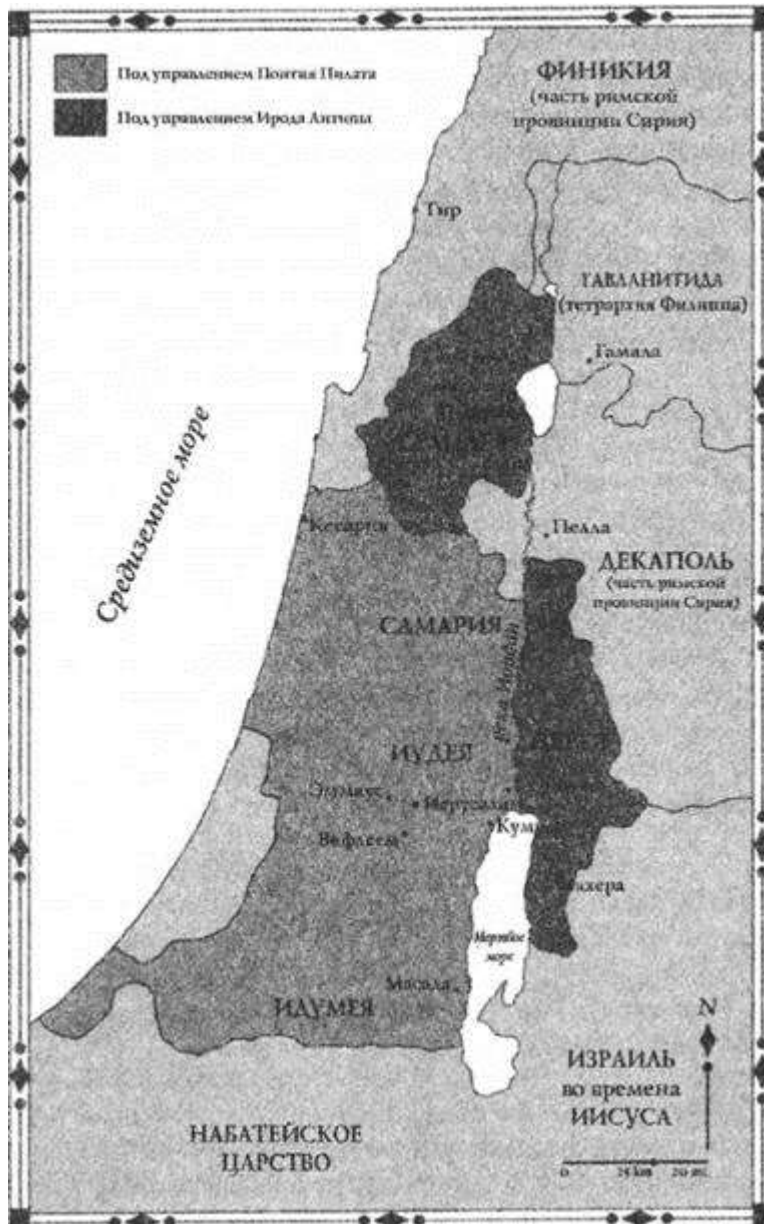 Под управлением Понтия Пилата
Под управлением Ирода Антипы
ФИНИКИЯ
(часть римской
провинции Сирия)
Тир
ГАВЛАНИТИДА
(тетрархия Филиппа)
Гамала
Средиземное море
Кесария
Пелла
ДЕКАПОЛЬ
(часть римской
провинции Сирия)
САМАРИЯ
Река Иордан
ИУДЕЯ
Эммаус
Иерусалим
Вифлеем
Кум
Мертвое
море
Масада
ИДУМЕЯ
N
ИЗРАИЛЬ
во времена
ИИСУСА
НАБАТЕЙСКОЕ
ЦАРСТВО
0